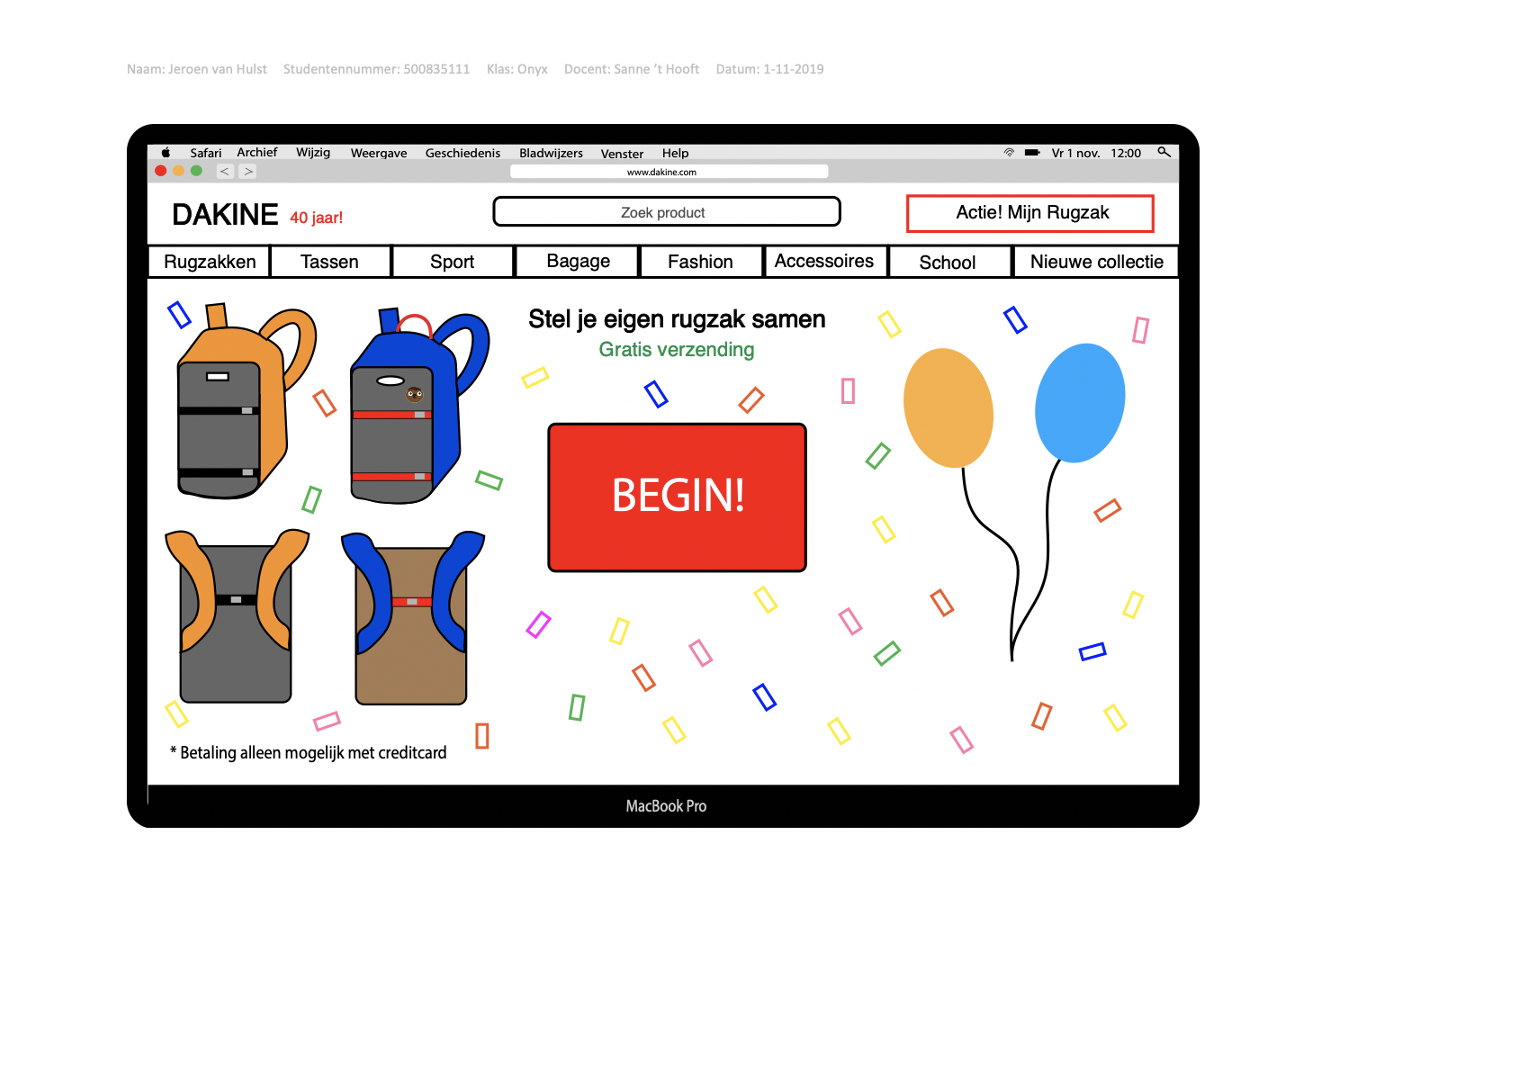 Naam: Jeroen van Hulst Studentennummer: 500835111 Klas: Onyx Docent: Sanne ’t Hooft Datum: 1-11-2019
Safari Archief Wijzig Weergave Geschiedenis Bladwijzers Venster Help Vr 1 nov. 12:00
< > www.dakine.com
DAKINE 40 jaar! Zoek product Actie! Mijn Rugzak
Rugzakken Tassen Sport Bagage Fashion Accessoires School Nieuwe collectie
Stel je eigen rugzak samen
Gratis verzending
BEGIN!
* Betaling alleen mogelijk met creditcard
MacBook Pro